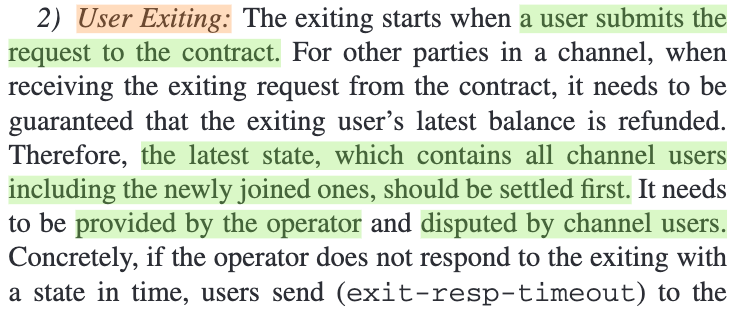 2) User Exiting: The exiting starts when a user submits the
request to the contract. For other parties in a channel, when
receiving the exiting request from the contract, it needs to be
guaranteed that the exiting user's latest balance is refunded.
Therefore, the latest state, which contains all channel users
including the newly joined ones, should be settled first. It needs
to be provided by the operator and disputed by channel users.
Concretely, if the operator does not respond to the exiting with
a state in time, users send (exit-resp-timeout) to the